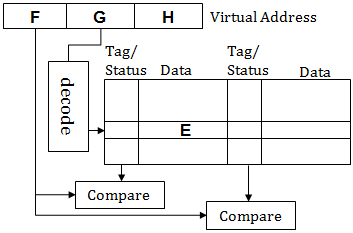 F G H Virtual Address
Tag/ Tag/
Status Data Status Data
decode
E
Compare
Compare